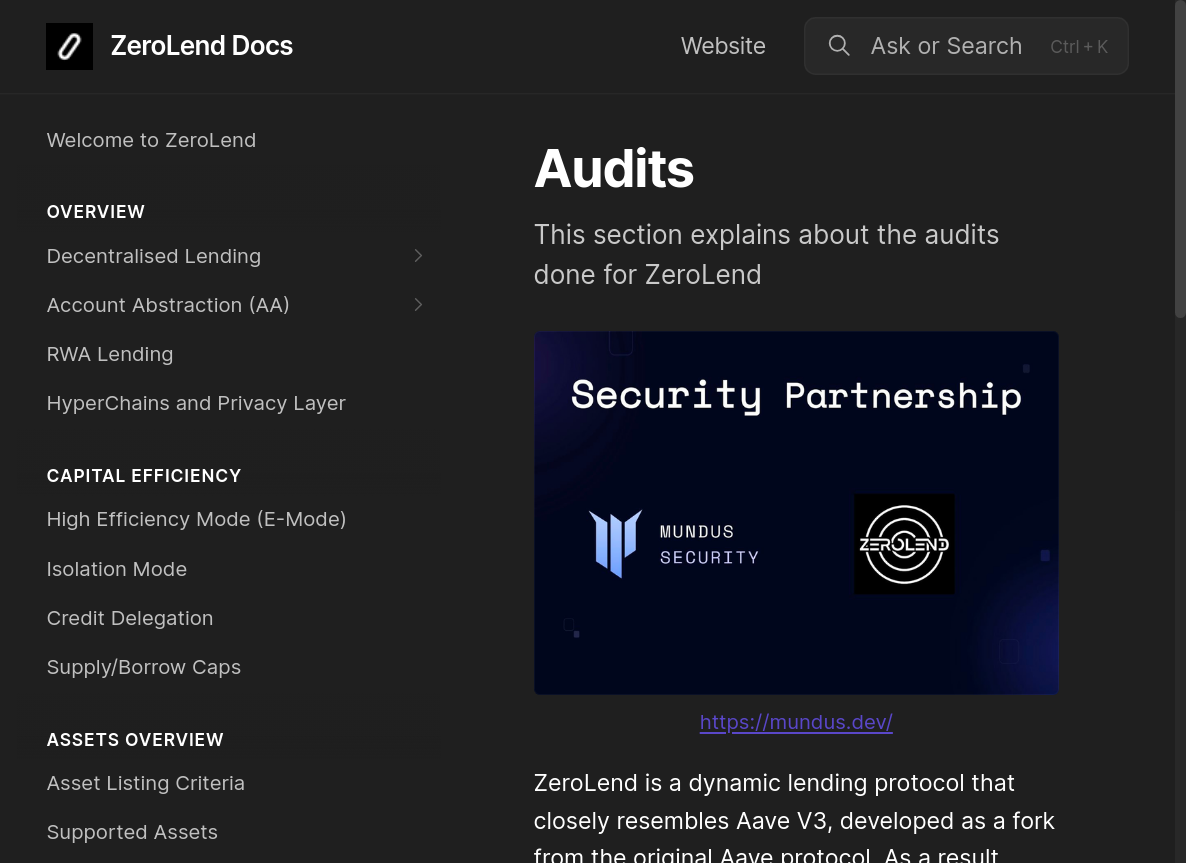 ZeroLend Docs
Website
Ask or Search
Ctrl + K
Welcome to ZeroLend
OVERVIEW
Decentralised Lending
Account Abstraction (AA)
RWA Lending
HyperChains and Privacy Layer
CAPITAL EFFICIENCY
High Efficiency Mode (E-Mode)
Isolation Mode
Credit Delegation
Supply/Borrow Caps
ASSETS OVERVIEW
Asset Listing Criteria
Supported Assets
Audits
This section explains about the audits
done for ZeroLend
Security Partnership
MUNDUS
SECURITY
ZEROLEND
https://mundus.dev/
ZeroLend is a dynamic lending protocol that
closely resembles Aave V3, developed as a fork
from the original Aave protocol. As a result,